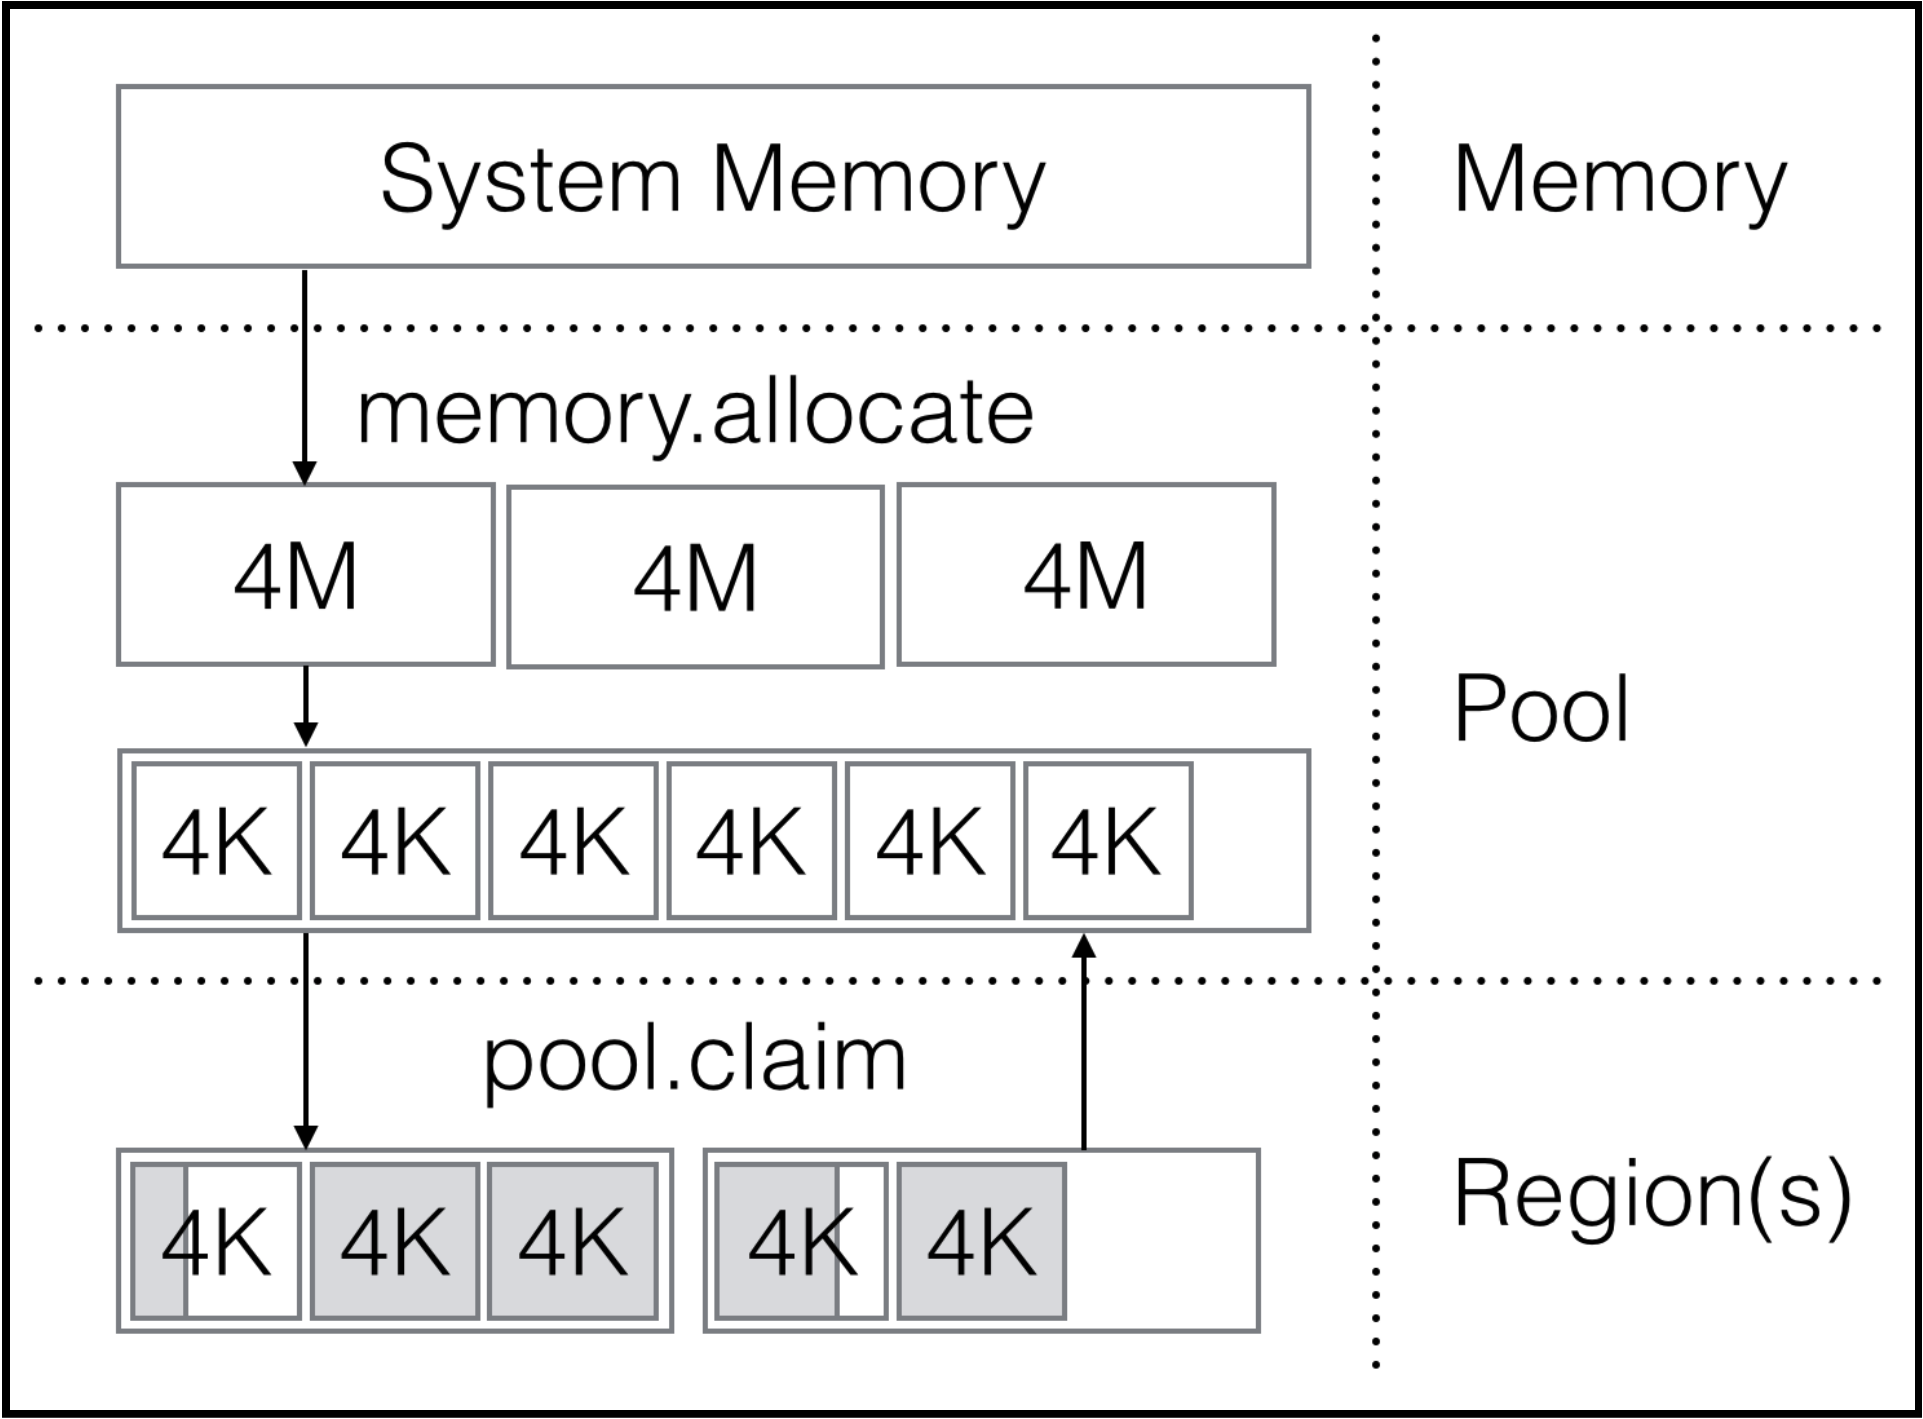 System Memory
Memory
memory.allocate
4M 4M 4M
Pool
4K 4K 4K 4K 4K 4K
pool.claim
4K 4K 4K 4K 4K
Region(s)